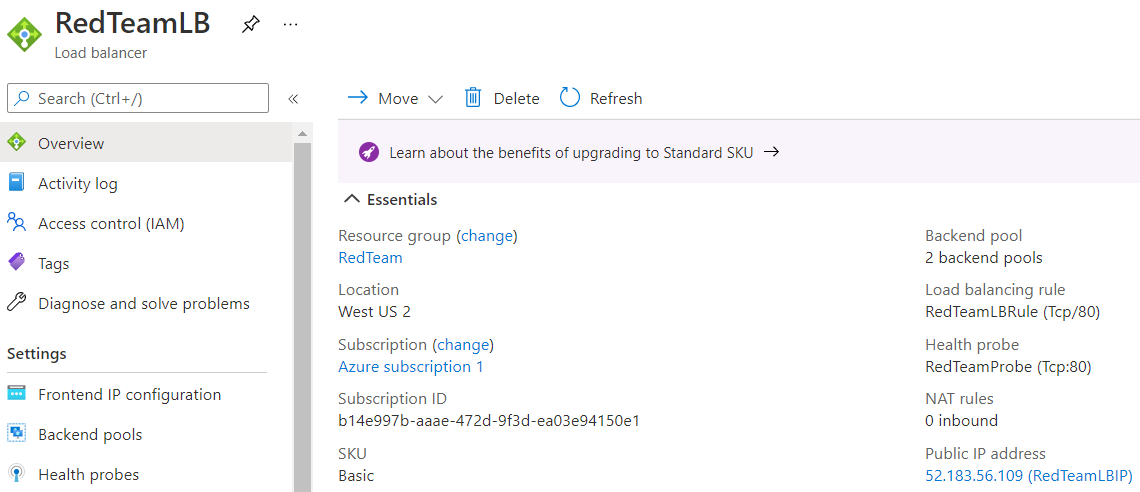 RedTeamLB
Load balancer
Search (Ctrl+/)
Overview
Activity log
Access control (IAM)
Tags
Diagnose and solve problems
Settings
Frontend IP configuration
Backend pools
Health probes
Move
Delete
Refresh
Learn about the benefits of upgrading to Standard SKU
Essentials
Resource group (change)
RedTeam
Location
West US 2
Subscription (change)
Azure subscription 1
Subscription ID
b14e997b-aaae-472d-9f3d-ea03e94150e1
SKU
Basic
Backend pool
2 backend pools
Load balancing rule
RedTeamLBRule (Tcp/80)
Health probe
RedTeamProbe (Tcp:80)
NAT rules
0 inbound
Public IP address
52.183.56.109 (RedTeamLBIP)